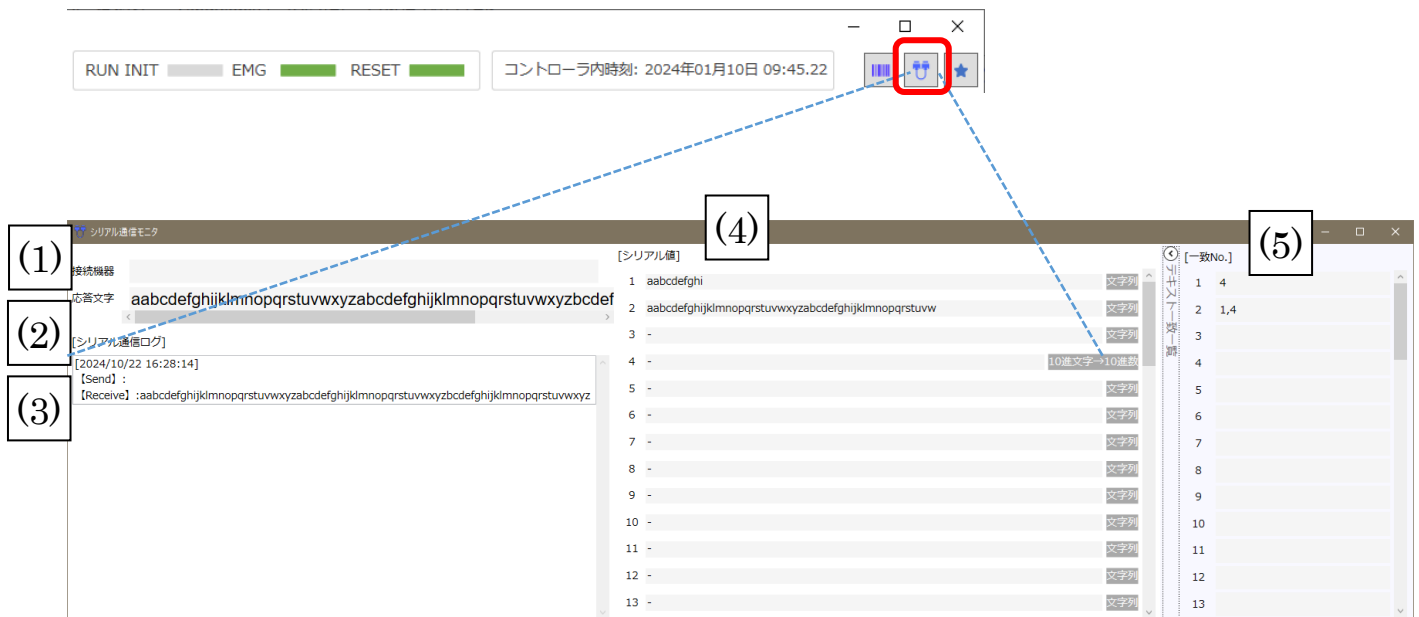 RUN INIT EMG RESET コントローラ内時刻: 2024年01月10日 09:45.22
(4)
(5)
(1)
シリアル通信モニタ
[シリアル値]
[一致No.]
接続機器
テキスト一致一覧
1 aabcdefghi 文字列
1 4
応答文字 aabcdefghijklmnopqrstuvwxyzabcdefghijklmnopqrstuvwxyzbcdef
2 aabcdefghijklmnopqrstuvwxyzabcdefghijklmnopqrstuvw 文字列
2 1,4
(2)
[シリアル通信ログ]
3 - 文字列
3
[2024/10/22 16:28:14]
4 - 10進文字→10進数
4
【Send】:
(3)
【Receive】:aabcdefghijklmnopqrstuvwxyzabcdefghijklmnopqrstuvwxyzbcdefghijklmnopqrstuvwxyz
5 - 文字列
5
6 - 文字列
6
7 - 文字列
7
8 - 文字列
8
9 - 文字列
9
10 - 文字列
10
11 - 文字列
11
12 - 文字列
12
13 - 文字列
13